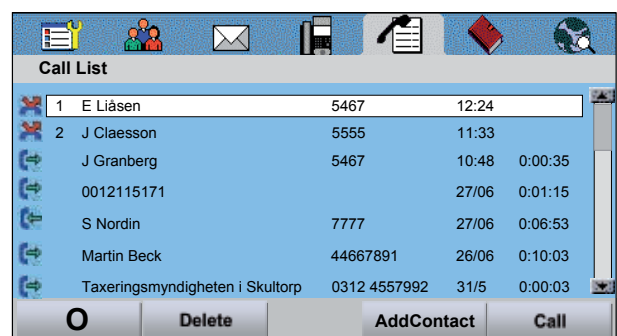 Call List
1 E Liåsen 5467 12:24
2 J Claesson 5555 11:33
J Granberg 5467 10:48 0:00:35
0012115171 27/06 0:01:15
S Nordin 7777 27/06 0:06:53
Martin Beck 44667891 26/06 0:10:03
Taxeringsmyndigheten i Skultorp 0312 4557992 31/5 0:00:03
O Delete AddContact Call